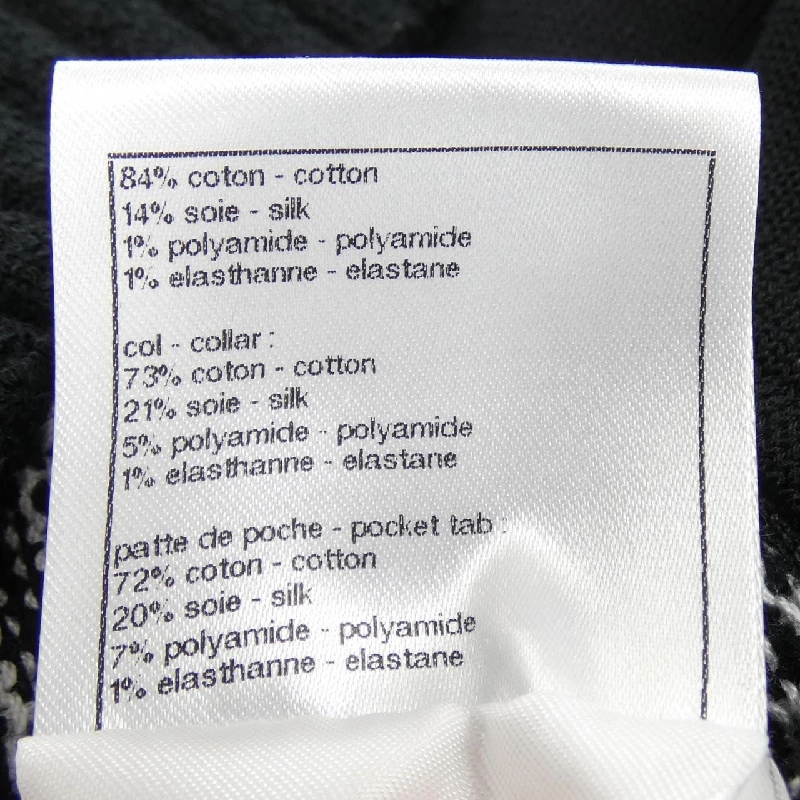 84% coton - cotton
14% soie - silk
1% polyamide - polyamide
1% elasthanne - elastane
col - collar :
73% coton - cotton
21% soie - silk
5% polyamide - polyamide
1% elasthanne - elastane
patte de poche - pocket tab :
72% coton - cotton
20% soie - silk
7% polyamide - polyamide
1% elasthanne - elastane